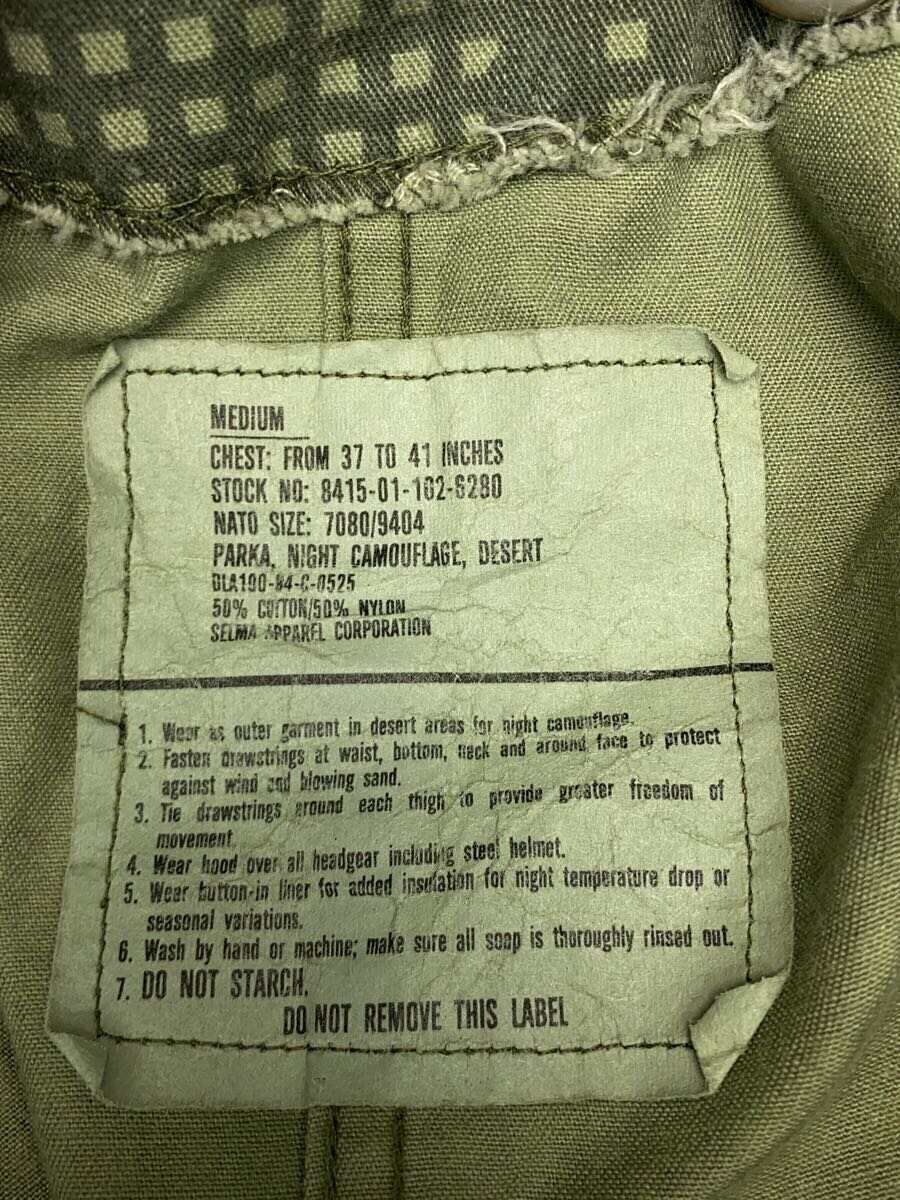 MEDIUM
CHEST: FROM 37 TO 41 INCHES
STOCK NO: 8415-01-102-6280
NATO SIZE: 7080/9404
PARKA, NIGHT CAMOUFLAGE, DESERT
DLA100-84-C-0525
50% COTTON/50% NYLON
SELMA APPAREL CORPORATION
1. Wear as outer garment in desert areas for night camouflage.
2. Fasten drawstrings at waist, bottom, neck and around face to protect
against wind and blowing sand.
3. Tie drawstrings around each thigh to provide greater freedom of
movement.
4. Wear hood over all headgear including steel helmet.
5. Wear button-in liner for added insulation for night temperature drop or
seasonal variations.
6. Wash by hand or machine; make sure all soap is thoroughly rinsed out.
7. DO NOT STARCH.
DO NOT REMOVE THIS LABEL